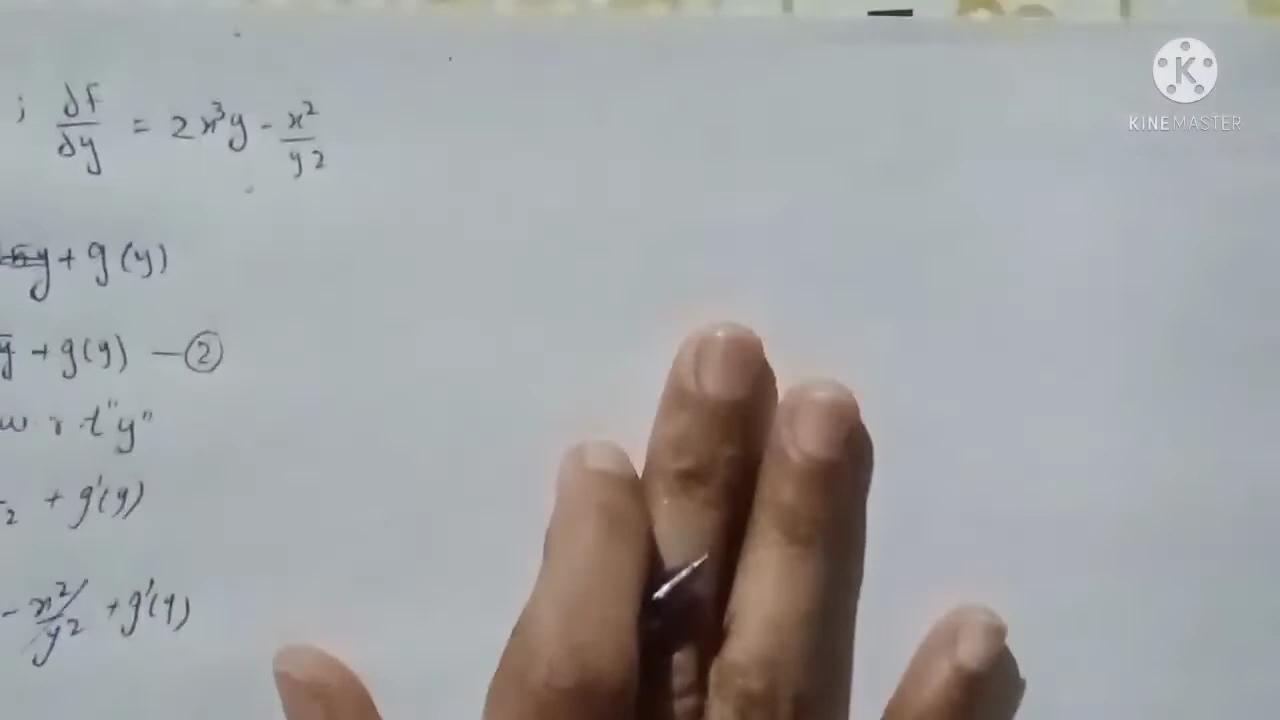 ; ∂f/∂y = 2x³y - x²/y2
K
KINEMASTER
y + g(y)
y + g(y) — ②
w r t "y"
2 + g'(y)
- x²/y² + g'(y)